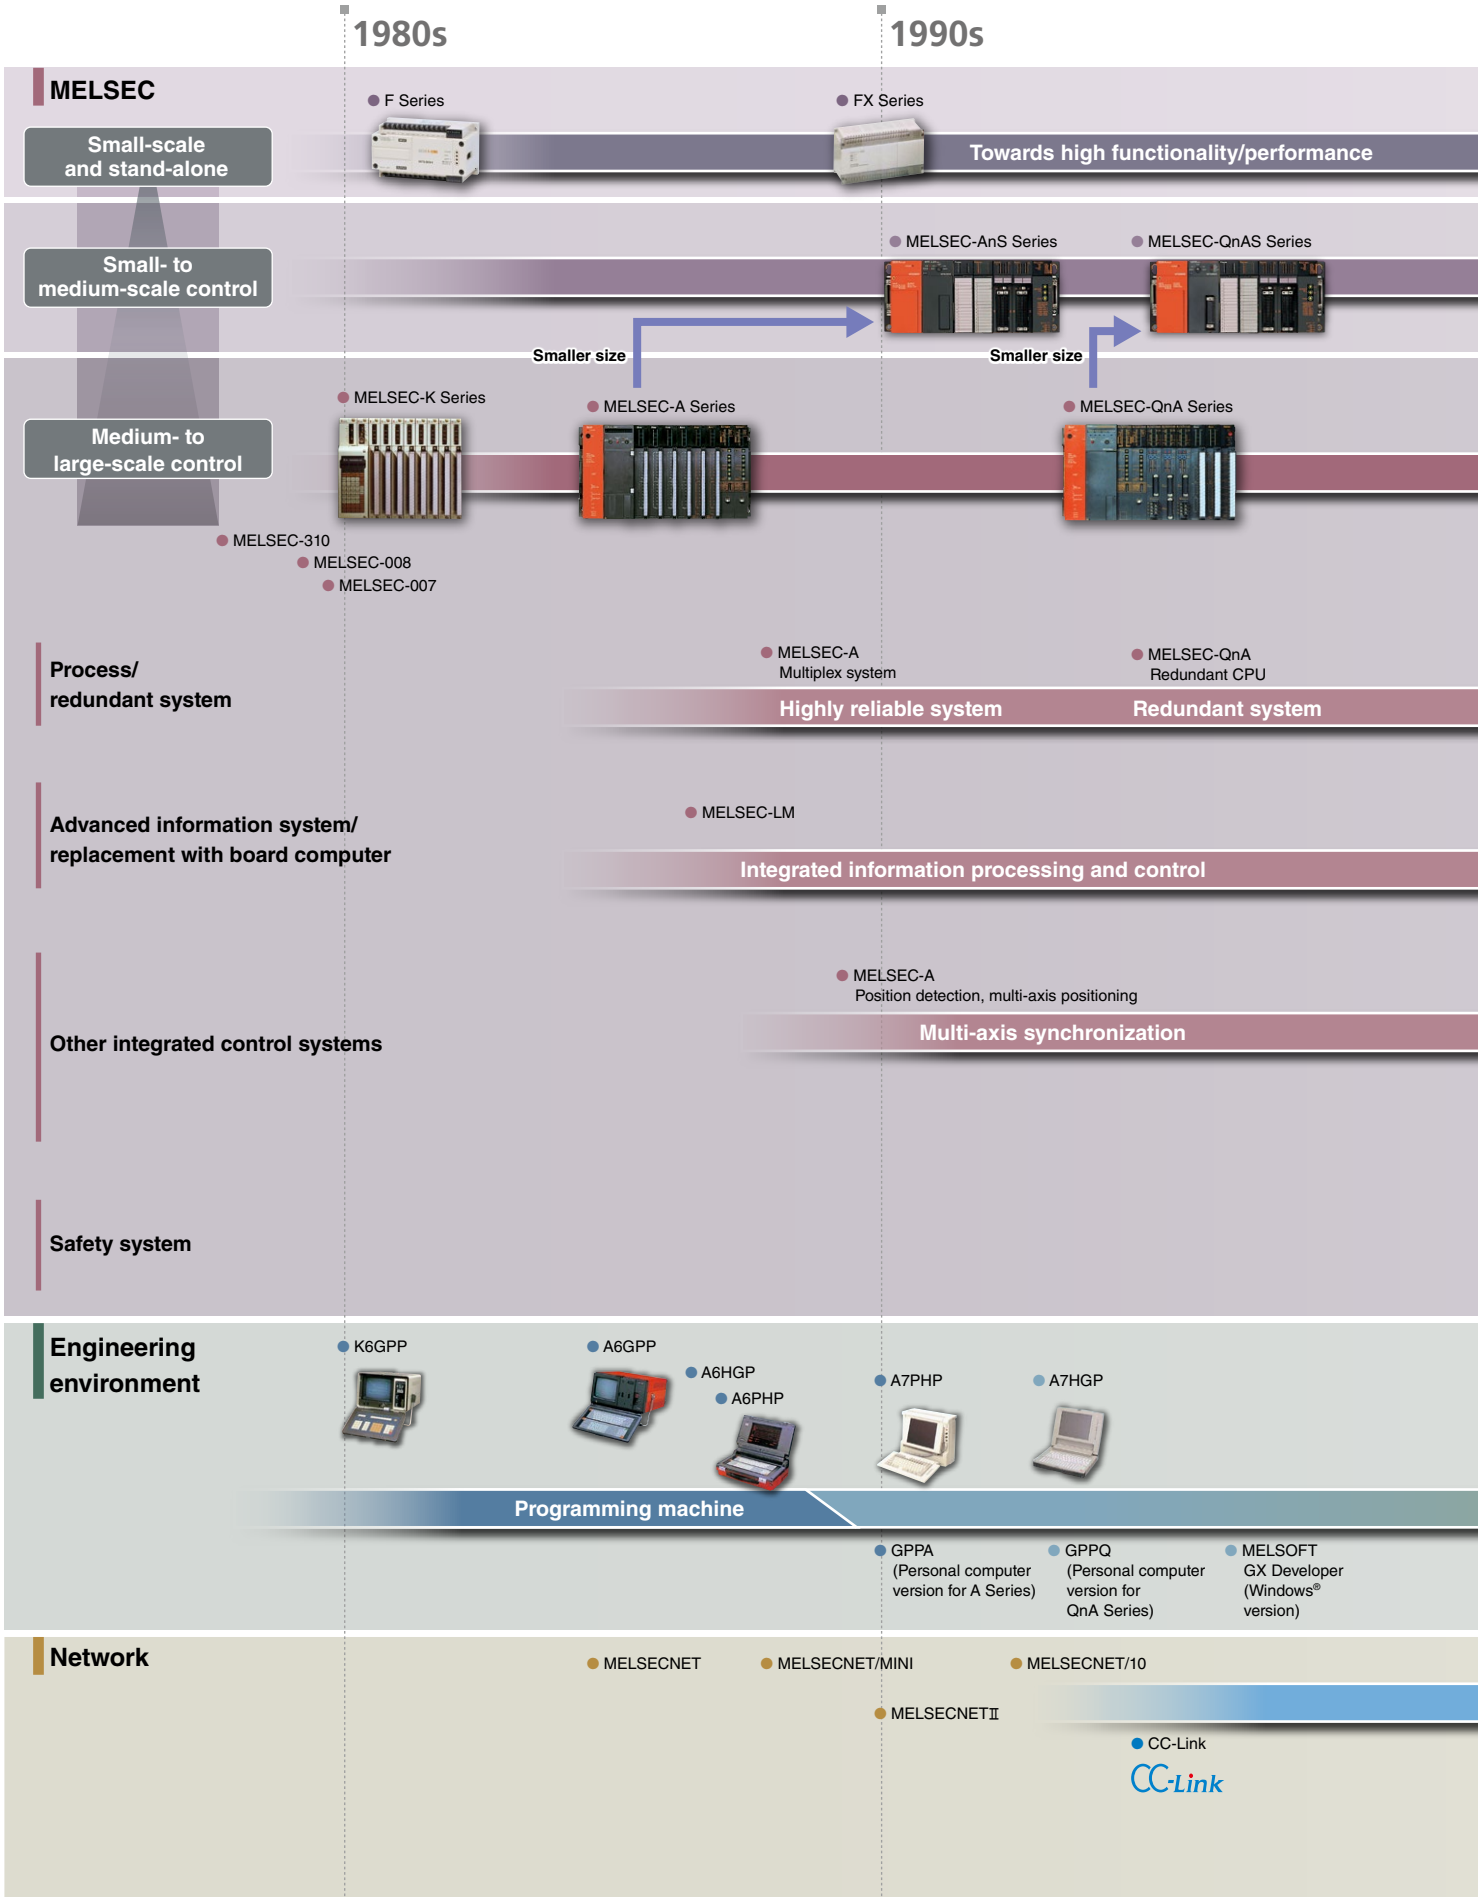 1980s
1990s
MELSEC
F Series
FX Series
Small-scale
and stand-alone
Towards high functionality/performance
MELSEC-AnS Series
MELSEC-QnAS Series
Small- to
medium-scale control
Smaller size
Smaller size
MELSEC-K Series
MELSEC-A Series
MELSEC-QnA Series
Medium- to
large-scale control
MELSEC-310
MELSEC-008
MELSEC-007
Process/
redundant system
MELSEC-A
Multiplex system
MELSEC-QnA
Redundant CPU
Highly reliable system
Redundant system
Advanced information system/
replacement with board computer
MELSEC-LM
Integrated information processing and control
Other integrated control systems
MELSEC-A
Position detection, multi-axis positioning
Multi-axis synchronization
Safety system
Engineering
environment
K6GPP
A6GPP
A6HGP
A6PHP
A7PHP
A7HGP
Programming machine
GPPA
(Personal computer
version for A Series)
GPPQ
(Personal computer
version for
QnA Series)
MELSOFT
GX Developer
(Windows®
version)
Network
MELSECNET
MELSECNET/MINI
MELSECNET/10
MELSECNETⅡ
CC-Link
CC-Link